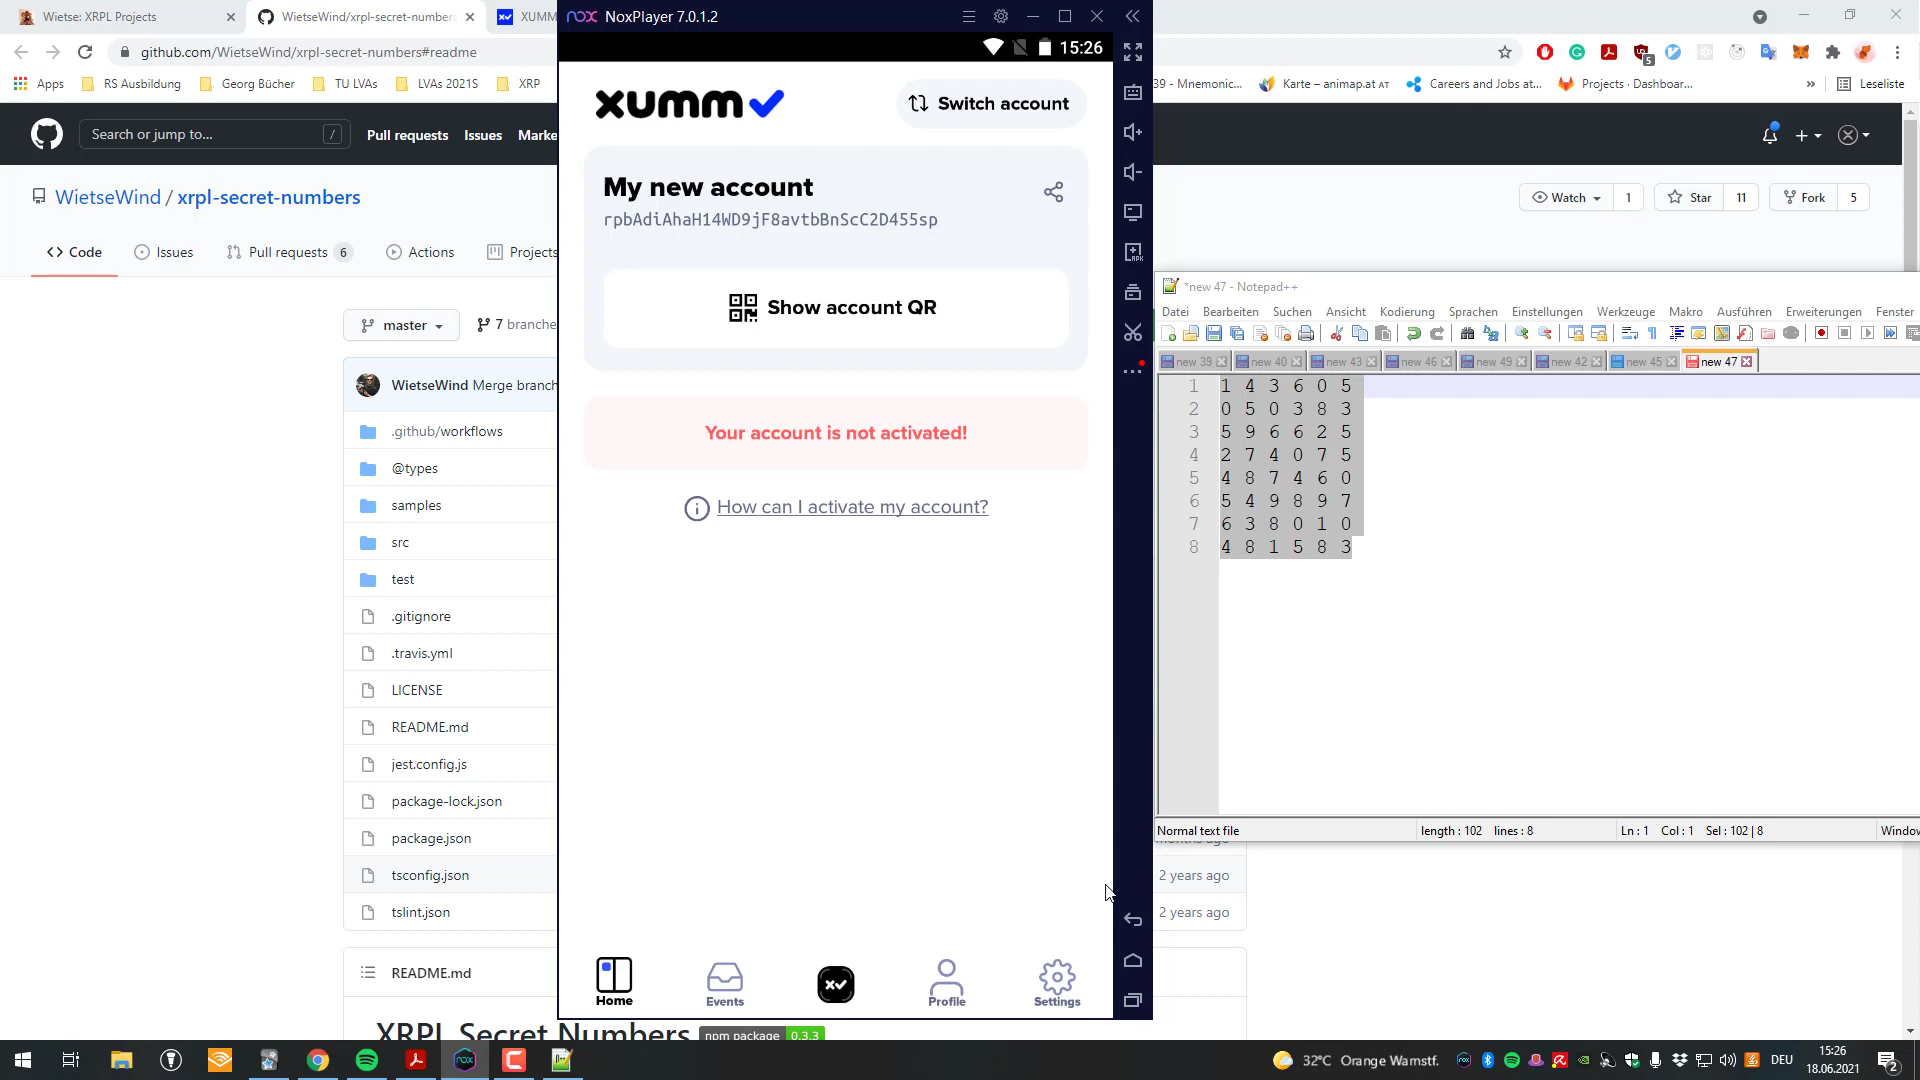 Wietse: XRPL Projects
WietseWind/xrpl-secret-numbers
XUMM
nox NoxPlayer 7.0.1.2
github.com/WietseWind/xrpl-secret-numbers#readme
15:26
Apps
RS Ausbildung
Georg Bücher
TU LVAs
LVAs 2021S
XRP
39 - Mnemonic...
Karte – animap.at AT
Careers and Jobs at...
Projects · Dashboar...
»
Leseliste
xumm
Switch account
Search or jump to...
/
Pull requests
Issues
Marke
My new account
rpbAdiAhaH14WD9jF8avtbBnScC2D455sp
WietseWind / xrpl-secret-numbers
Watch
1
Star
11
Fork
5
<> Code
Issues
Pull requests 6
Actions
Projects
Show account QR
*new 47 - Notepad++
Datei Bearbeiten Suchen Ansicht Kodierung Sprachen Einstellungen Werkzeuge Makro Ausführen Erweiterungen Fenster
new 39
new 40
new 43
new 46
new 49
new 42
new 45
new 47
master
7 branche
WietseWind Merge branch
1 1 4 3 6 0 5
2 0 5 0 3 8 3
3 5 9 6 6 2 5
4 2 7 4 0 7 5
5 4 8 7 4 6 0
6 5 4 9 8 9 7
7 6 3 8 0 1 0
8 4 8 1 5 8 3
Your account is not activated!
How can I activate my account?
.github/workflows
@types
samples
src
test
.gitignore
.travis.yml
LICENSE
README.md
jest.config.js
package-lock.json
package.json
tsconfig.json
tslint.json
Normal text file
length : 102 lines : 8
Ln : 1 Col : 1 Sel : 102 | 8
Window
months ago
2 years ago
2 years ago
README.md
XRPL Secret Numbers
npm package 0.3.3
Home
Events
Profile
Settings
32°C Orange Warnstf.
DEU
15:26
18.06.2021
2